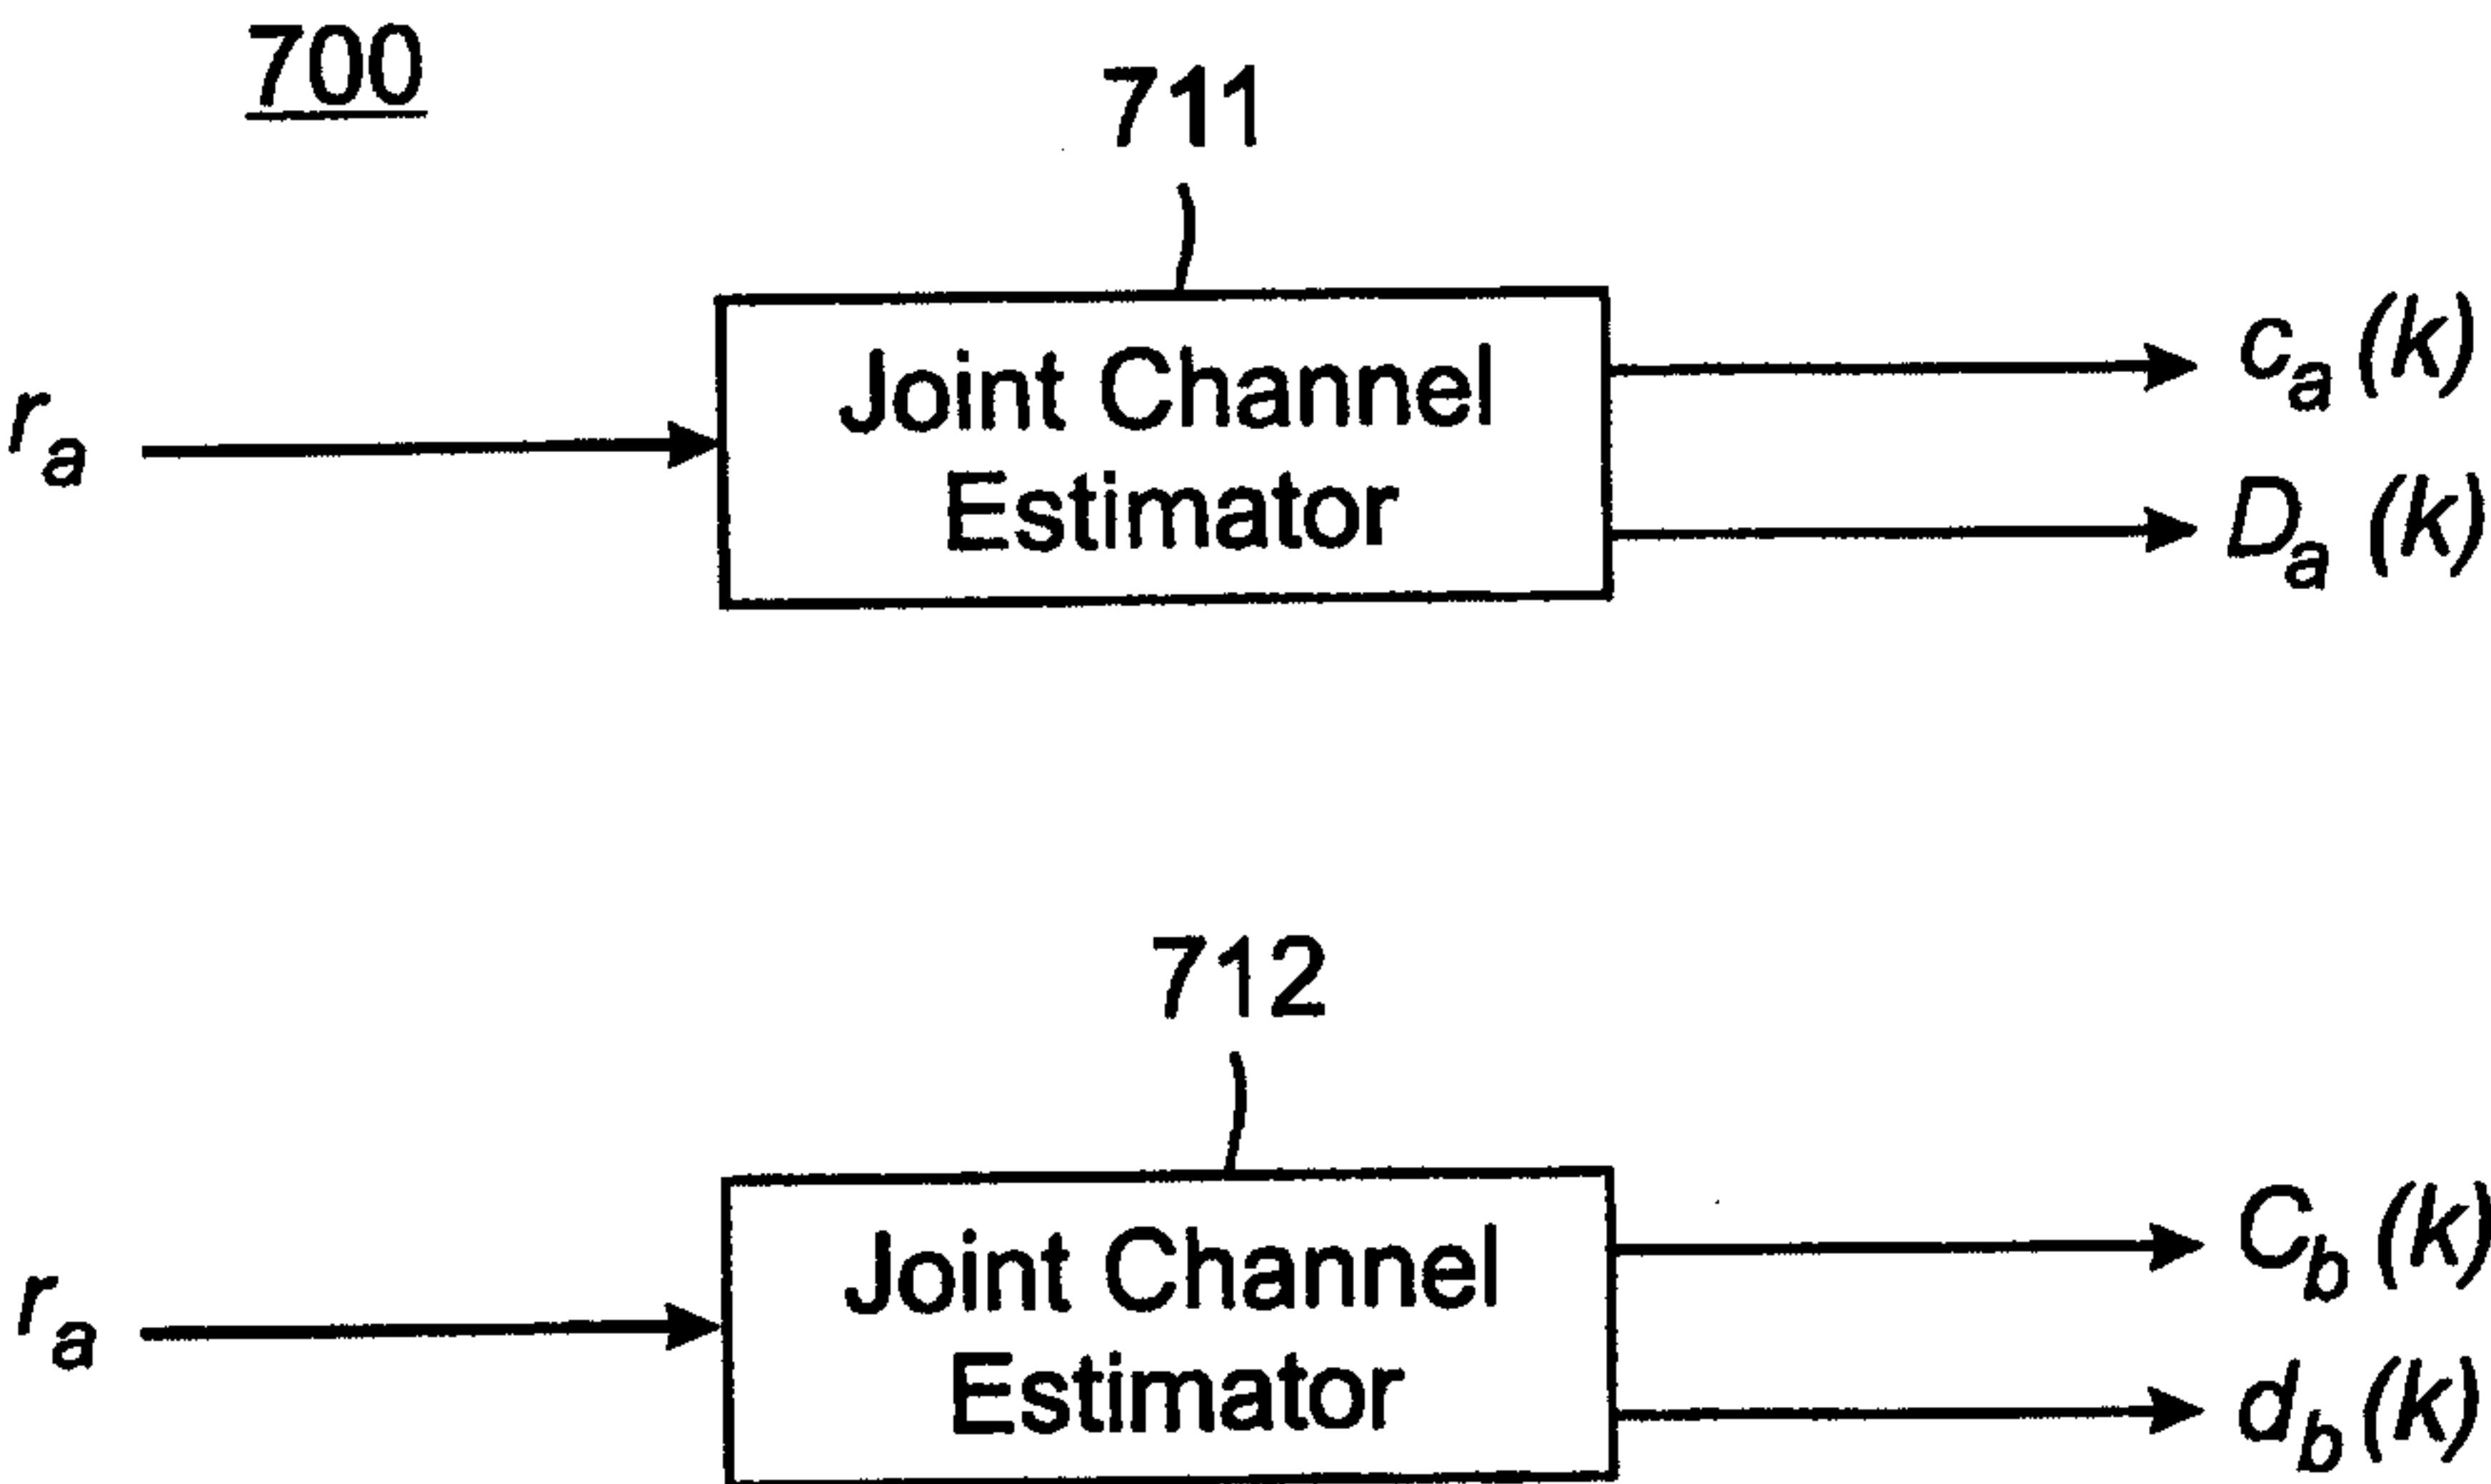 700
711
r_a
Joint Channel
Estimator
c_a (k)
D_a (k)
712
r_a
Joint Channel
Estimator
C_b (k)
d_b (k)